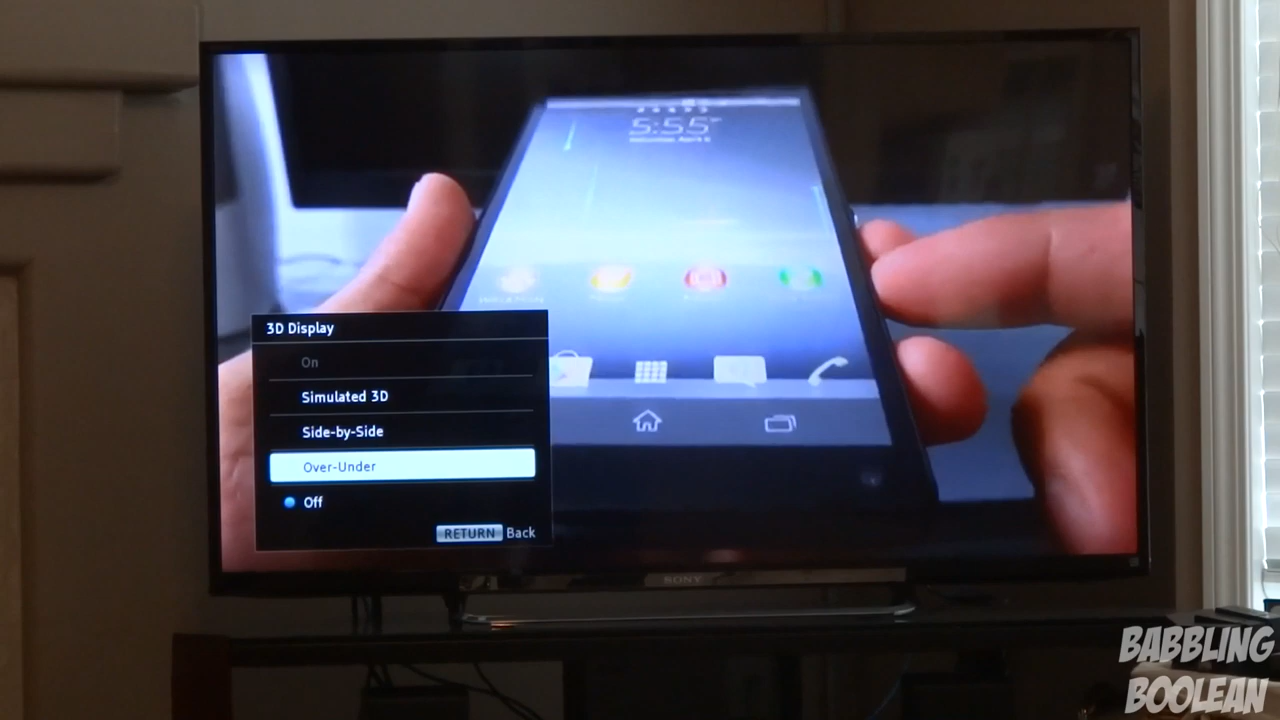 5:55
3D Display
On
Simulated 3D
Side-by-Side
Over-Under
Off
RETURN Back
SONY
BABBLING
BOOLEAN